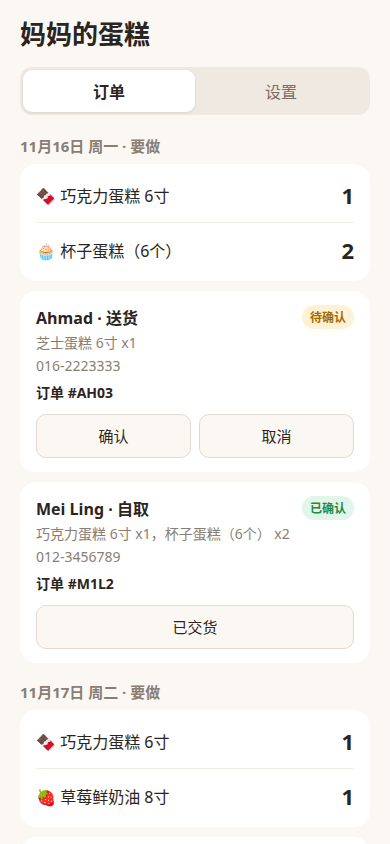 妈妈的蛋糕
订单
设置
11月16日 周一 · 要做
巧克力蛋糕 6寸 1
杯子蛋糕（6个） 2
Ahmad · 送货 待确认
芝士蛋糕 6寸 x1
016-2223333
订单 #AH03
确认
取消
Mei Ling · 自取 已确认
巧克力蛋糕 6寸 x1，杯子蛋糕（6个） x2
012-3456789
订单 #M1L2
已交货
11月17日 周二 · 要做
巧克力蛋糕 6寸 1
草莓鲜奶油 8寸 1